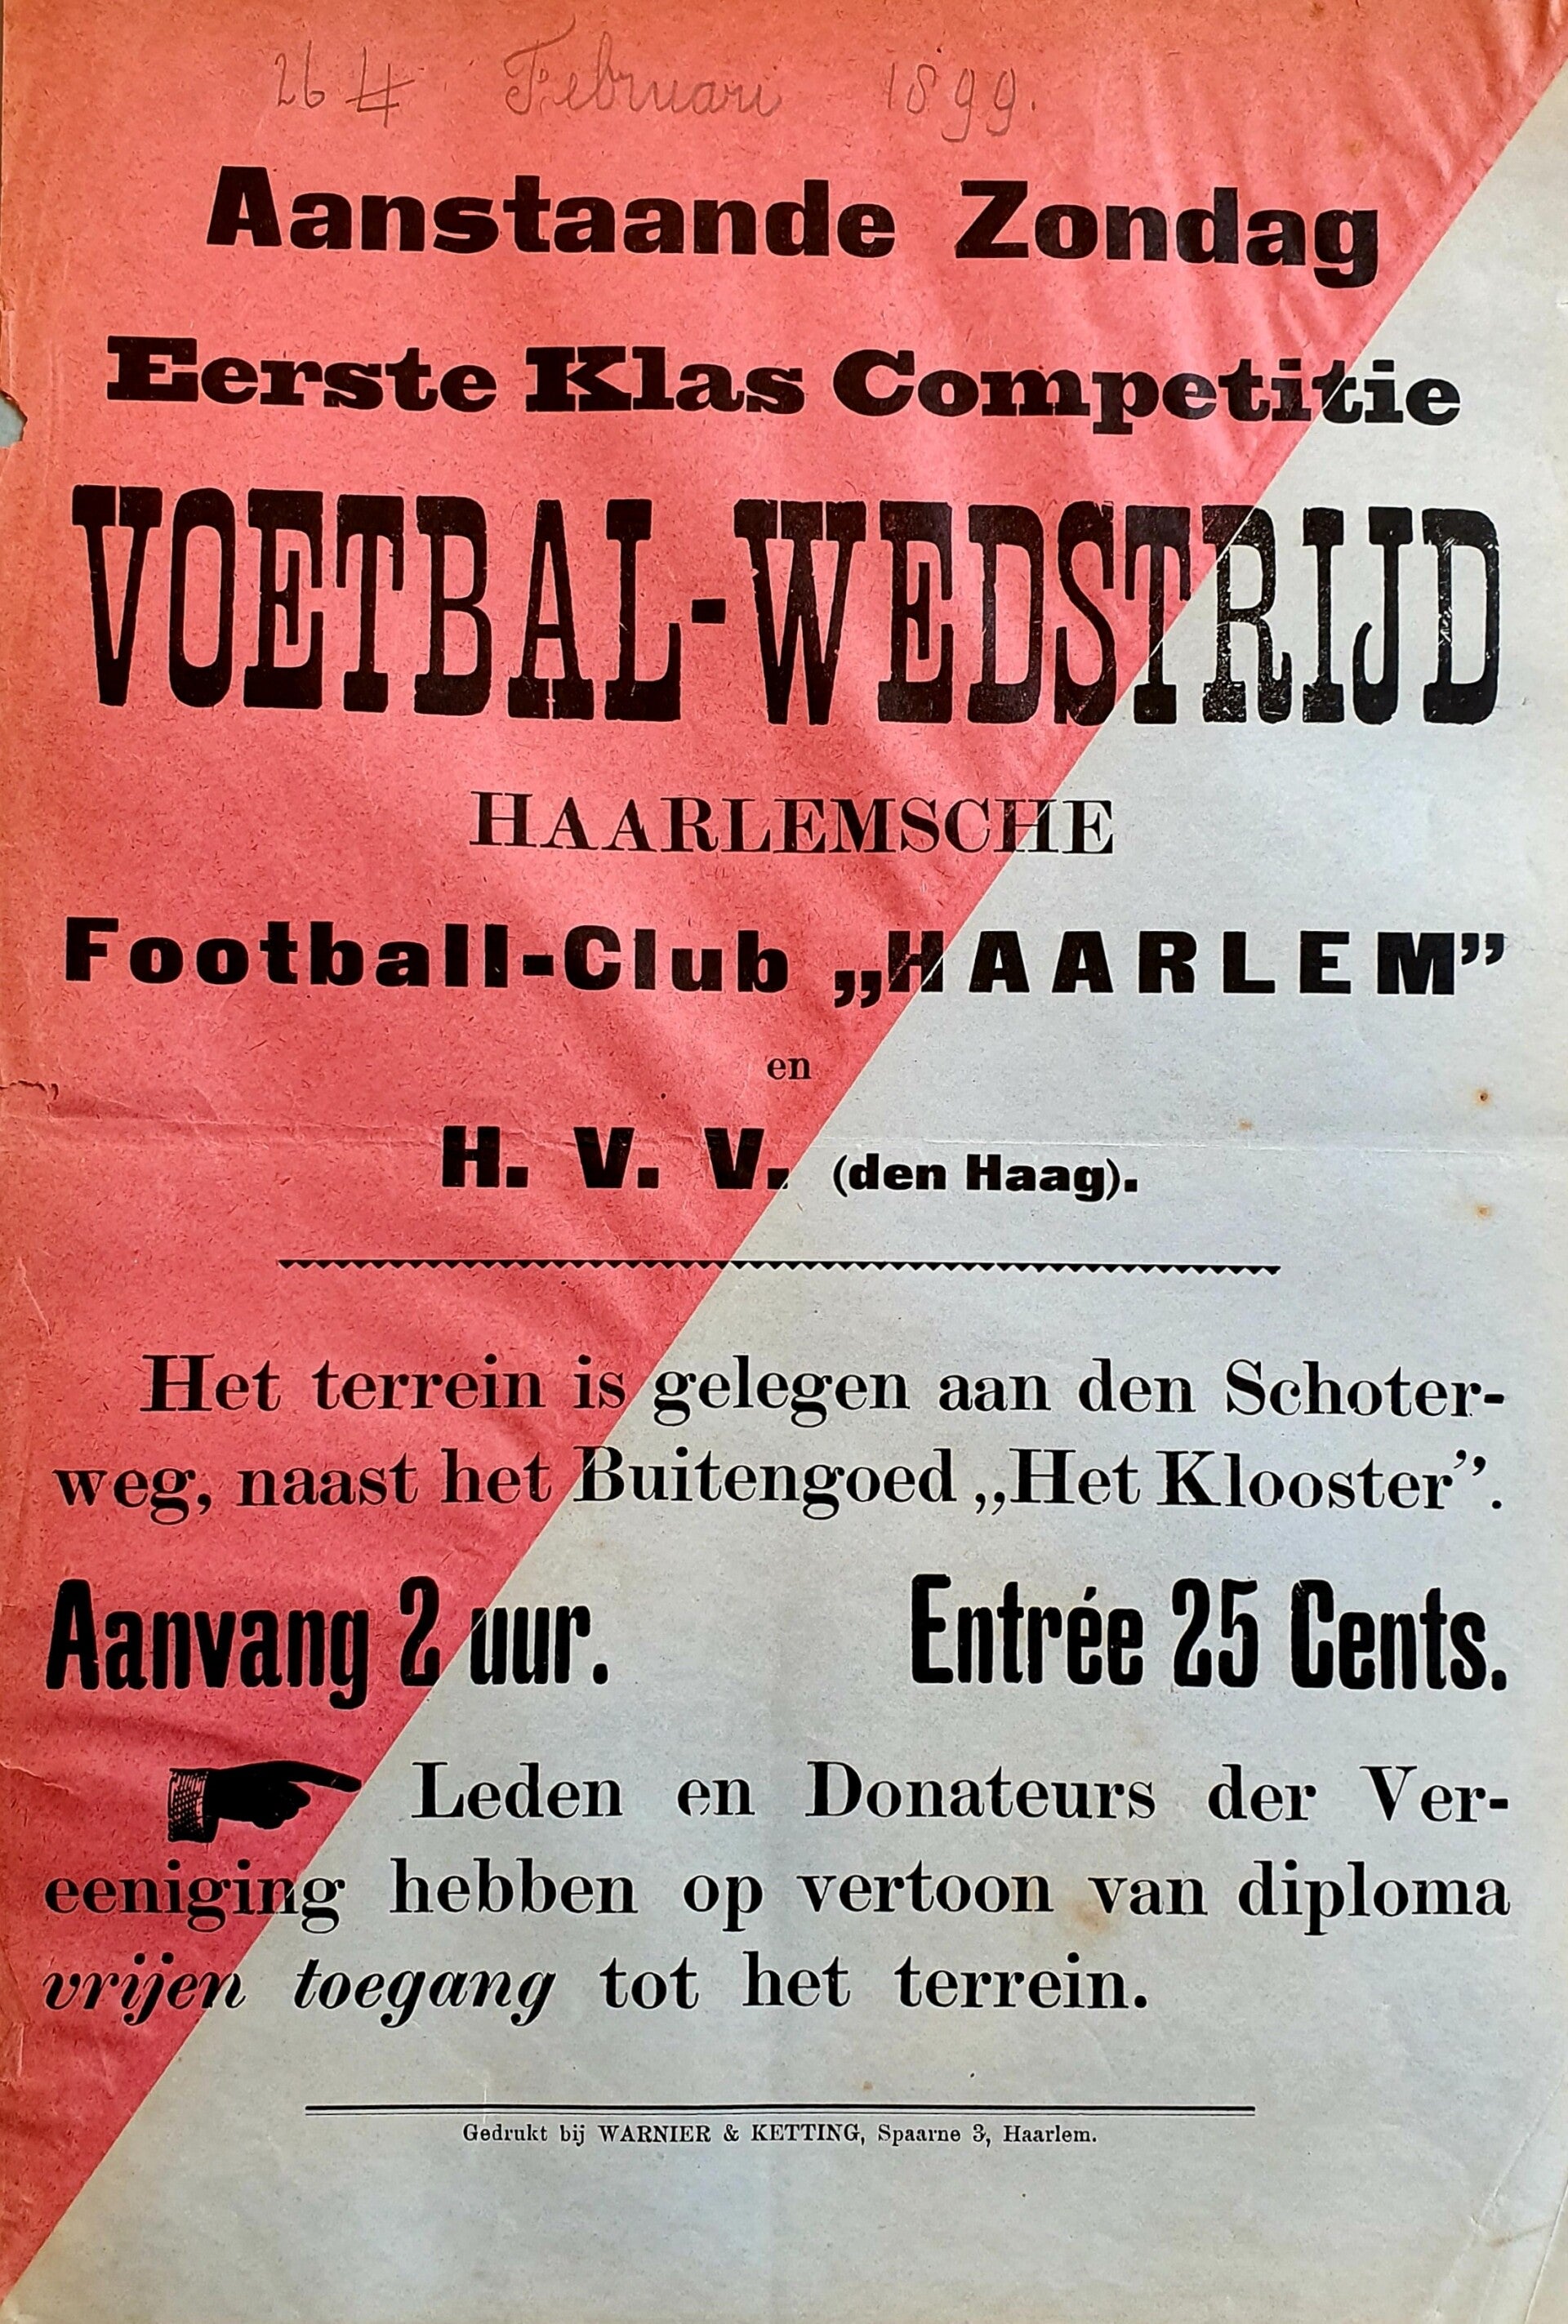 26 Februari 1899.
Aanstaande Zondag
Eerste Klas Competitie
VOETBAL-WEDSTRIJD
HAARLEMSCHE
Football-Club „HAARLEM”
en
H. V. V. (den Haag).
Het terrein is gelegen aan den Schoter-
weg, naast het Buitengoed „Het Klooster”.
Aanvang 2 uur. Entrée 25 Cents.
Leden en Donateurs der Ver-
eeniging hebben op vertoon van diploma
vrijen toegang tot het terrein.
Gedrukt bij WARNIER & KETTING, Spaarne 3, Haarlem.